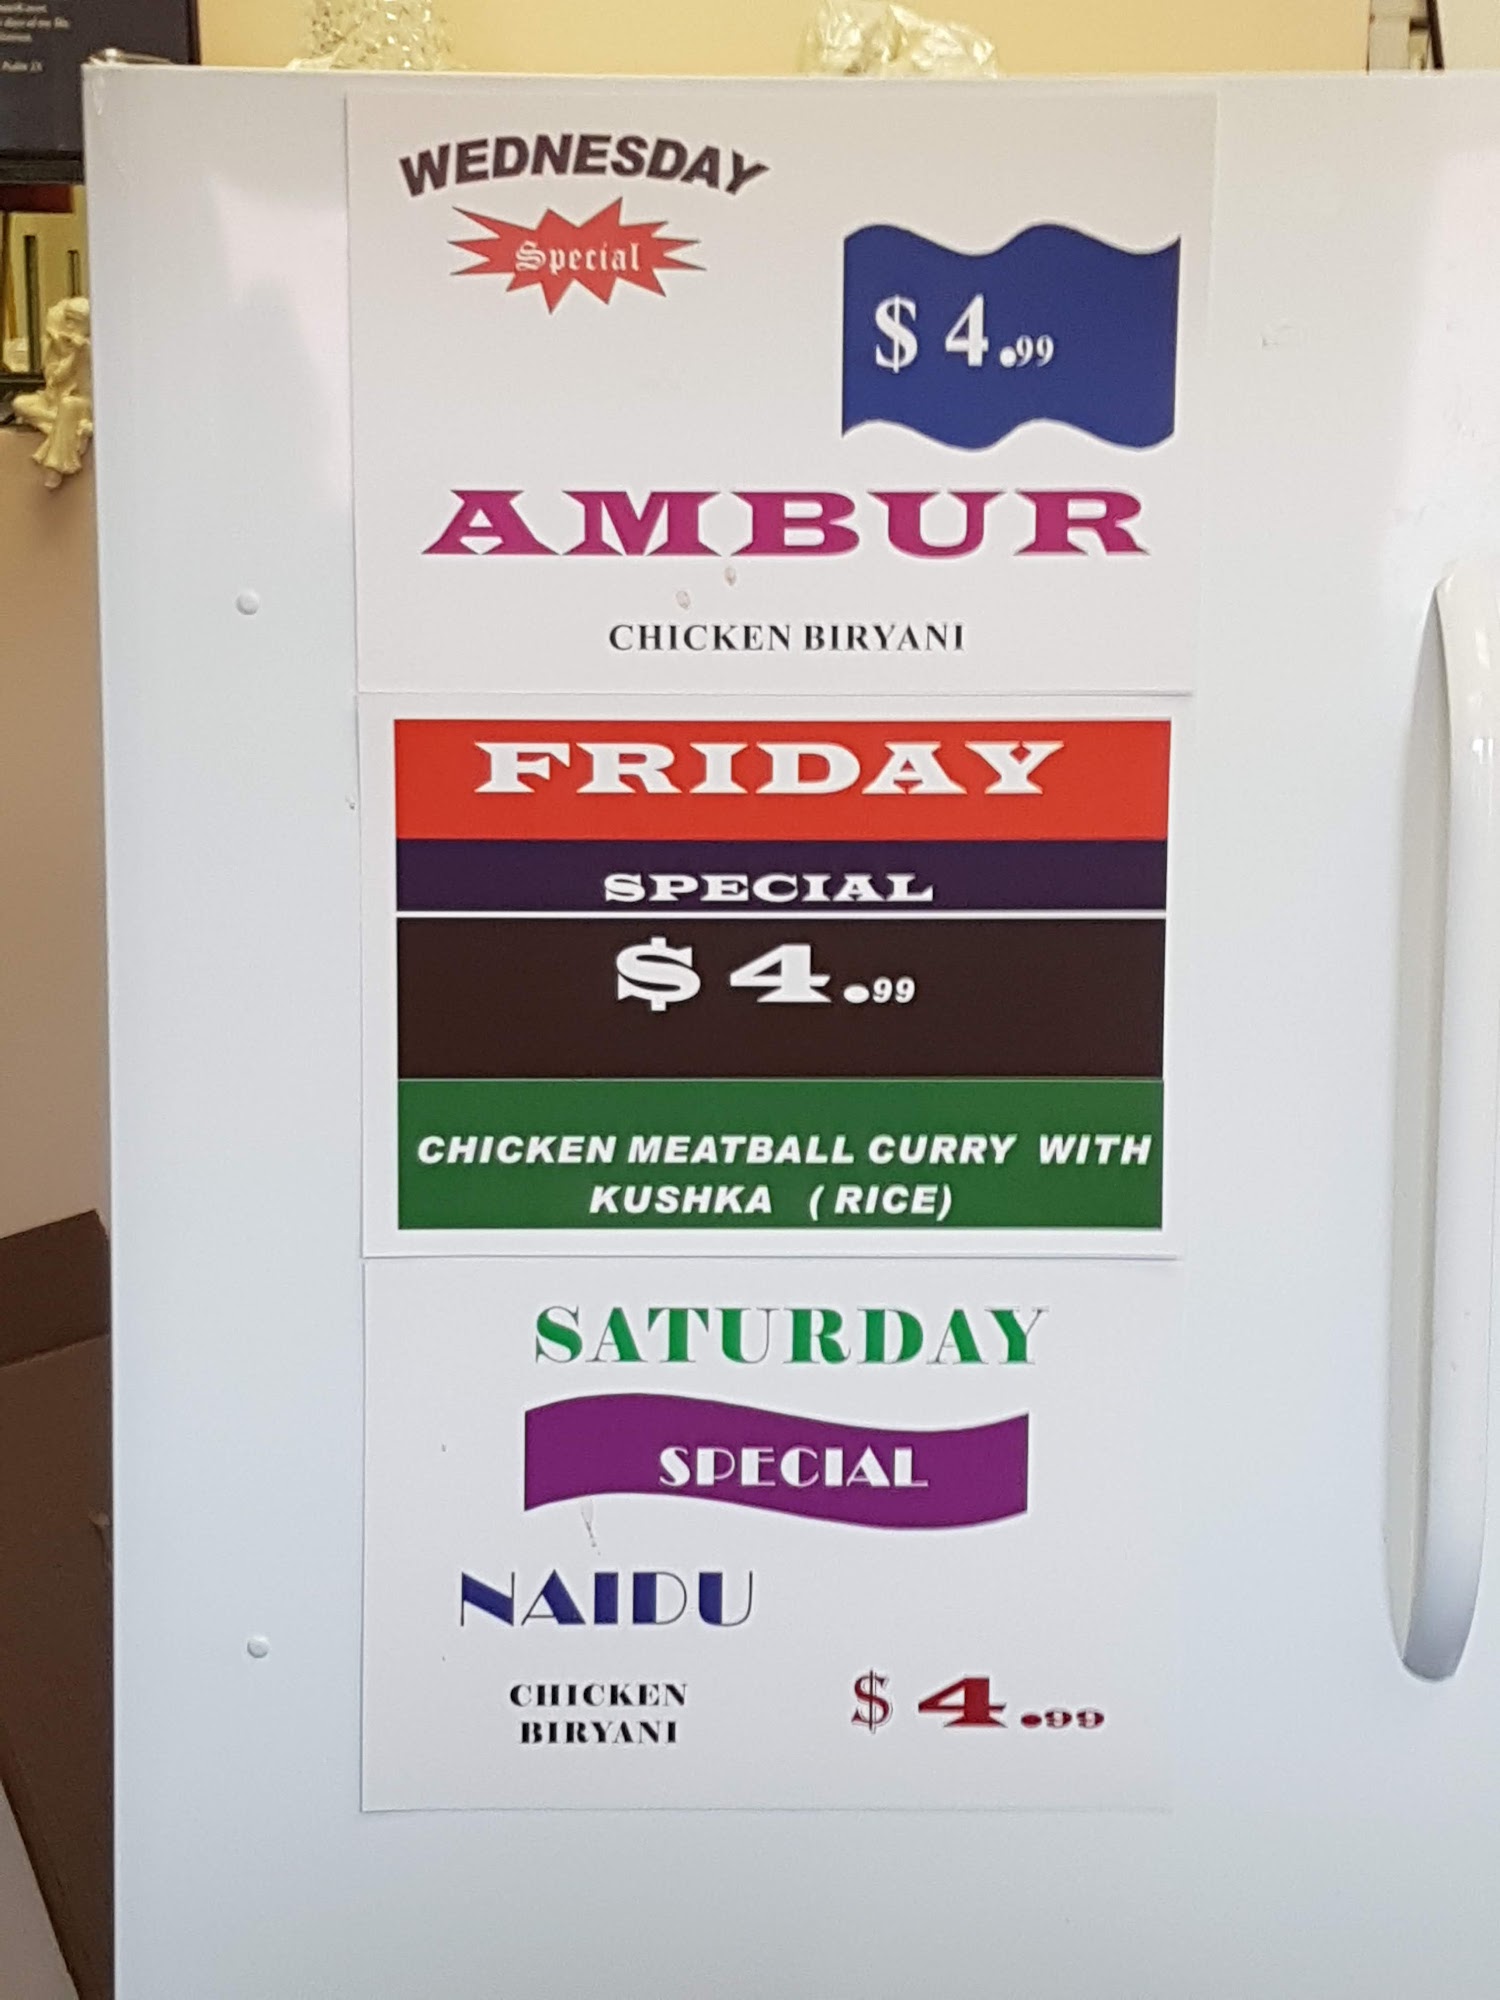 WEDNESDAY
Special
$ 4.99
AMBUR
CHICKEN BIRYANI
FRIDAY
SPECIAL
$ 4.99
CHICKEN MEATBALL CURRY WITH
KUSHKA ( RICE)
SATURDAY
SPECIAL
NAIDU
CHICKEN
BIRYANI
$ 4.99